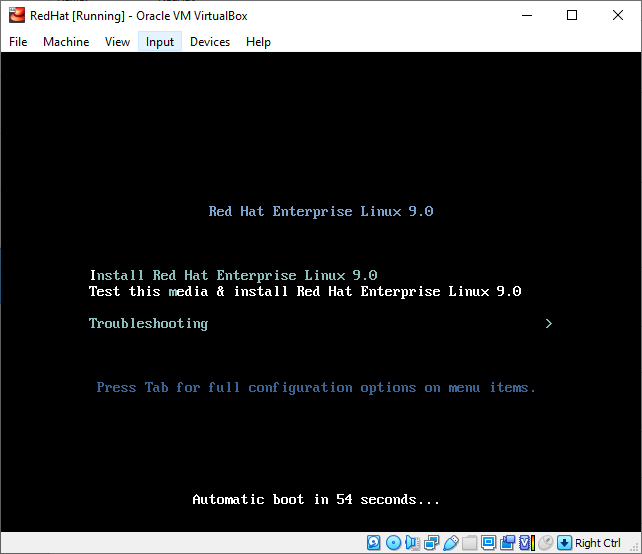 RedHat [Running] - Oracle VM VirtualBox
File Machine View Input Devices Help
Red Hat Enterprise Linux 9.0
Install Red Hat Enterprise Linux 9.0
Test this media & install Red Hat Enterprise Linux 9.0
Troubleshooting >
Press Tab for full configuration options on menu items.
Automatic boot in 54 seconds...
Right Ctrl